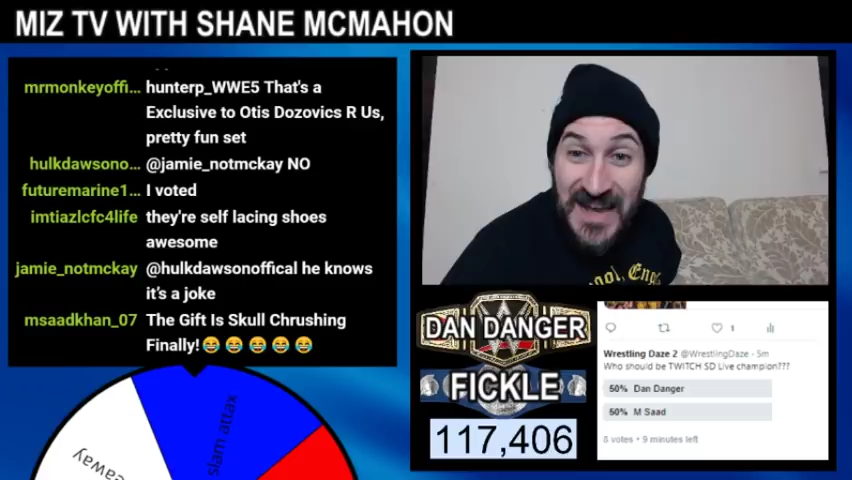 MIZ TV WITH SHANE MCMAHON
mrmonkeyoffi... hunterp_WWE5 That's a
Exclusive to Otis Dozovics R Us,
pretty fun set
hulkdawsono... @jamie_notmckay NO
futuremarine1... I voted
imtiazlcfc4life they're self lacing shoes
awesome
jamie_notmckay @hulkdawsonoffical he knows
it's a joke
msaadkhan_07 The Gift Is Skull Chrushing
Finally!😂😂😂😂😂
eaway
slam attax
DAN DANGER
FICKLE
117,406
1
Wrestling Daze 2 @WrestlingDaze - 5m
Who should be TWITCH SD Live champion???
50% Dan Danger
50% M Saad
8 votes • 9 minutes left